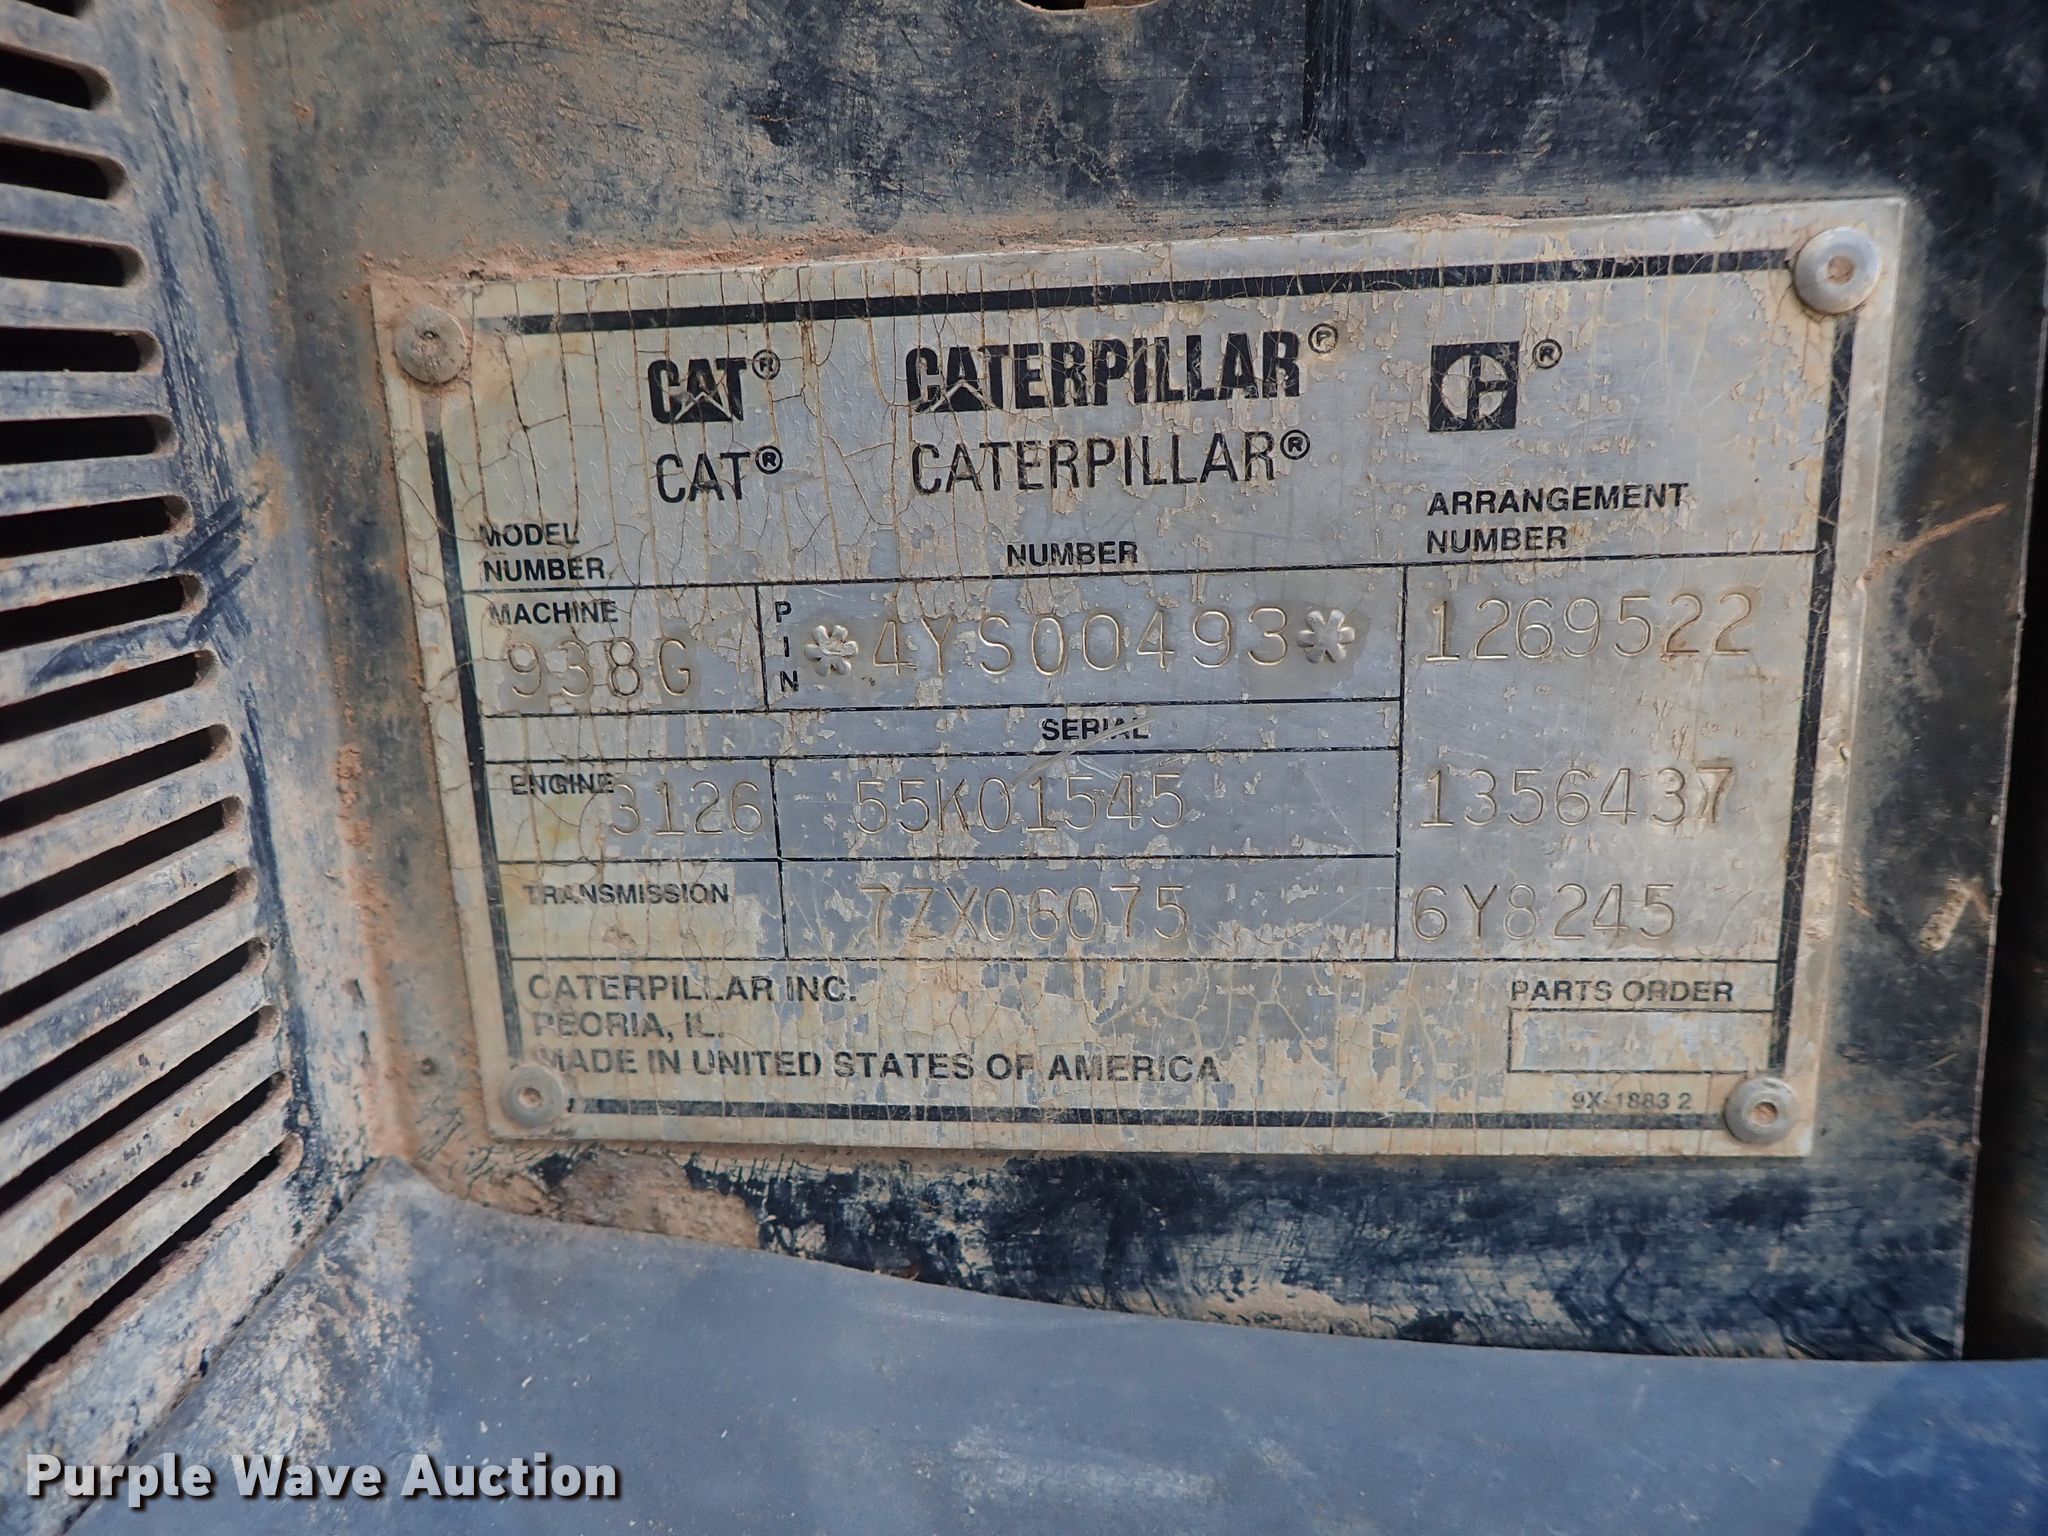 CAT® CATERPILLAR® ®
CAT® CATERPILLAR®
MODEL NUMBER
NUMBER
ARRANGEMENT NUMBER
MACHINE 938G
PIN *4YS00493* 1269522
SERIAL
ENGINE 3126 55K01545 1356437
TRANSMISSION 7ZX06075 6Y8245
CATERPILLAR INC.
PEORIA, IL.
MADE IN UNITED STATES OF AMERICA
PARTS ORDER
9X-1883 2
Purple Wave Auction